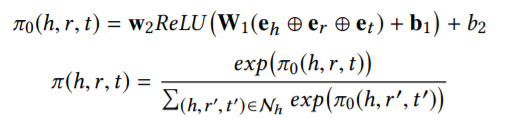 π₀(h, r, t) = w₂ReLU(W₁(eₕ ⊕ eᵣ ⊕ eₜ) + b₁) + b₂
π(h, r, t) = exp(π₀(h, r, t)) / ∑₍ₕ,ᵣ′,ₜ′₎∈𝒩ₕ exp(π₀(h, r′, t′))